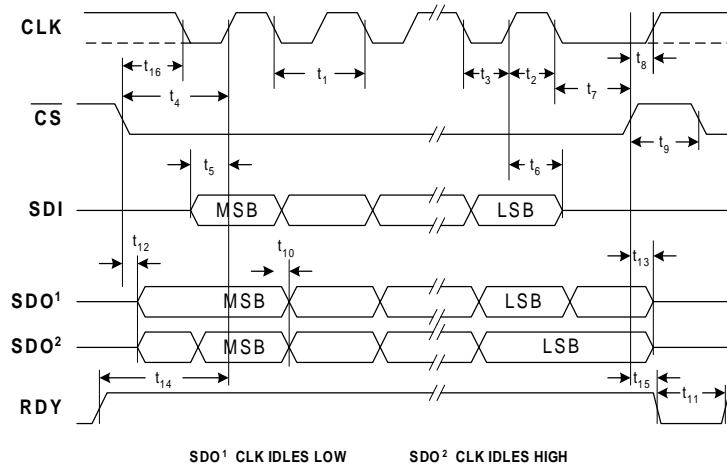 CLK
t16
t4
t1
t3
t2
t7
t8
CS
t9
t5
t6
SDI
MSB
LSB
t12
t10
t13
SDO1
MSB
LSB
SDO2
MSB
LSB
t14
t15
t11
RDY
SDO1 CLK IDLES LOW
SDO2 CLK IDLES HIGH